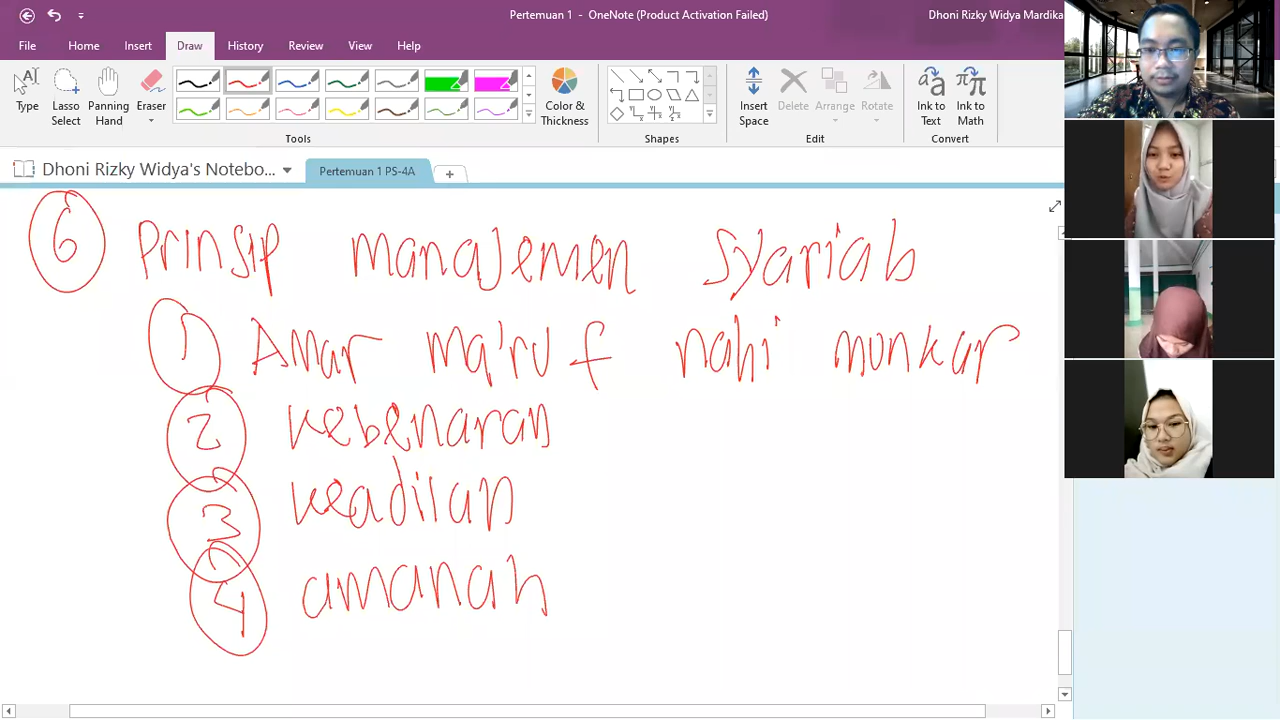 Pertemuan 1 - OneNote (Product Activation Failed)
Dhoni Rizky Widya Mardika
File Home Insert Draw History Review View Help
Type
Lasso Select
Panning Hand
Eraser
Color & Thickness
Insert Space
Delete
Arrange
Rotate
Ink to Text
Ink to Math
Tools
Shapes
Edit
Convert
Dhoni Rizky Widya's Notebo...
Pertemuan 1 PS-4A
6 Prinsip manajemen syariah
1 Amar ma'ruf nahi munkar
2 kebenaran
3 keadilan
4 amanah